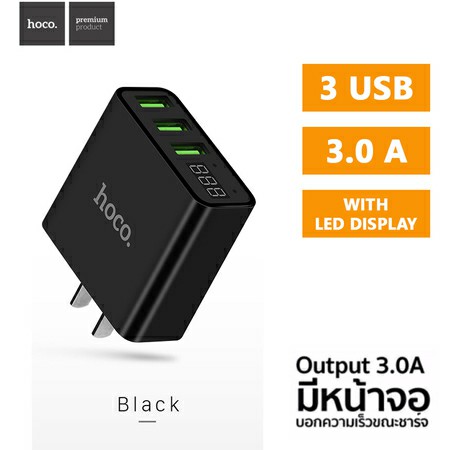 hoco.
premium
product
3 USB
3.0 A
WITH
LED DISPLAY
888
hoco.
Black
Output 3.0A
มีหน้าจอ
บอกความเร็วขณะชาร์จ